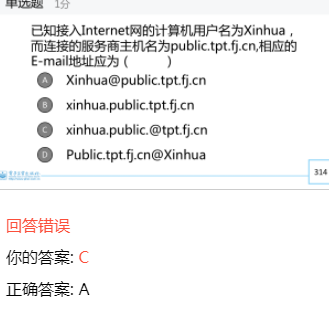 单选题 1分
已知接入Internet网的计算机用户名为Xinhua，
而连接的服务商主机名为public.tpt.fj.cn,相应的
E-mail地址应为（ ）
A Xinhua@public.tpt.fj.cn
B xinhua.public.tpt.fj.cn
C xinhua.public.@tpt.fj.cn
D Public.tpt.fj.cn@Xinhua
314
回答错误
你的答案: C
正确答案: A